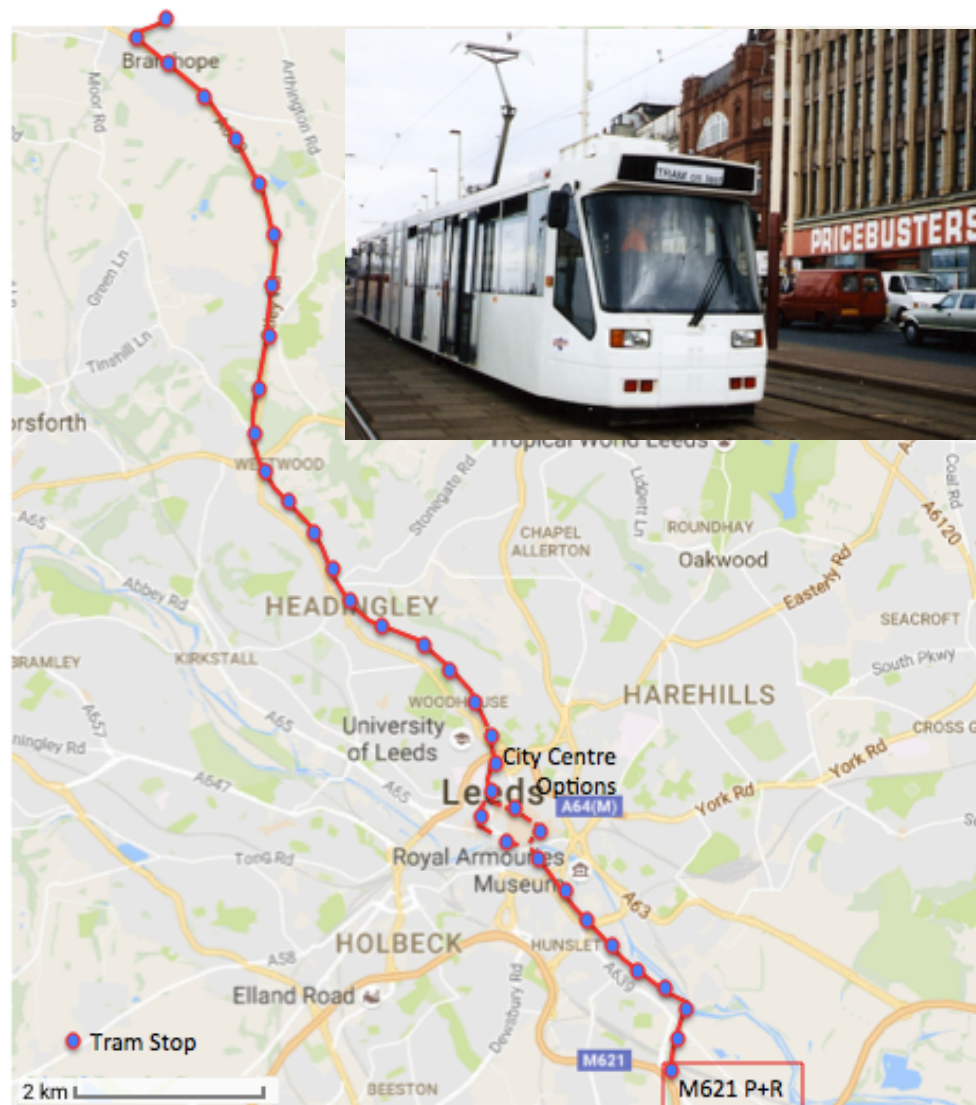 Bramhope
Moor Rd
Arthington Rd
TRAM on test
PRICEBUSTERS
Green Ln
Tinshill Ln
orsforth
Tropical World Leeds
WESTWOOD
Stonegate Rd
Lidgett Ln
Coal Rd
A65
CHAPEL
ALLERTON
ROUNDHAY
Oakwood
A6120
Abbey Rd
Easterly Rd
HEADINGLEY
SEACROFT
BRAMLEY
KIRKSTALL
South Pkwy
A657
A65
WOODHOUSE
HAREHILLS
University
of Leeds
CROSS G
ningley Rd
City Centre
Options
York Rd
York Rd
A647
A65
Leeds
A64(M)
Tong Rd
Royal Armouries
Museum
A63
HOLBECK
HUNSLET
A58
A639
Elland Road
Dewsbury Rd
Tram Stop
M621
2 km
BEESTON
M621 P+R